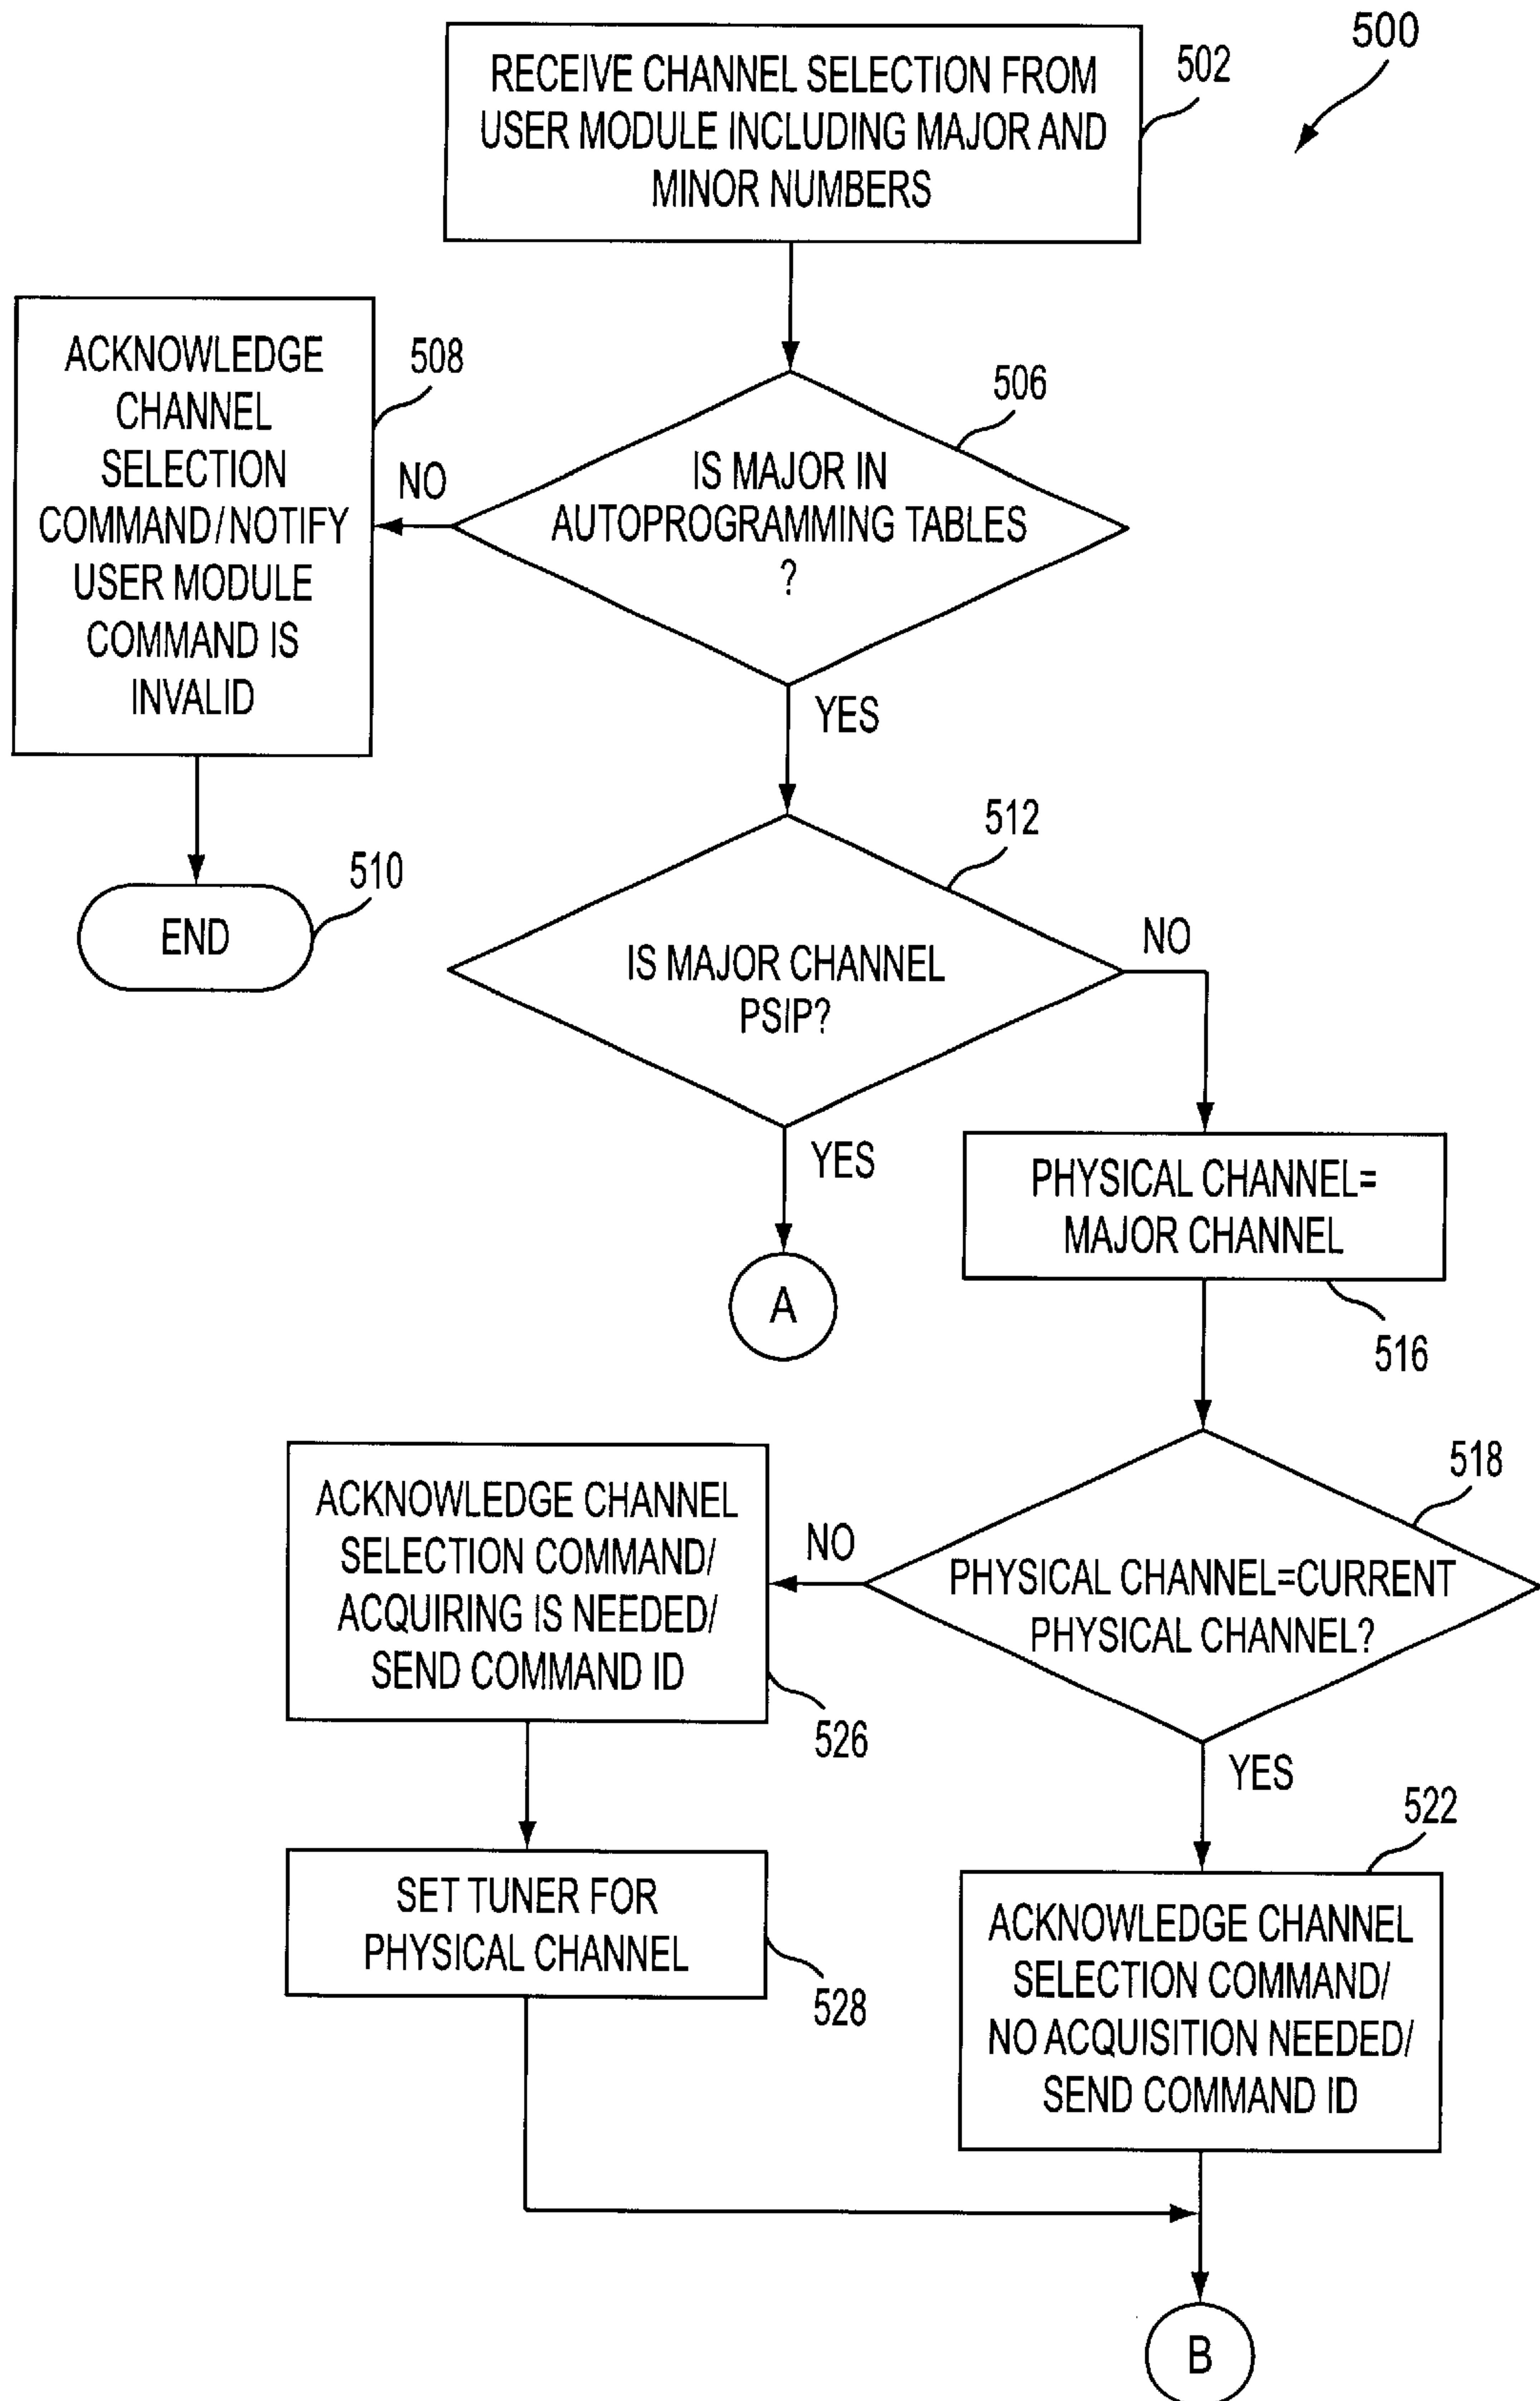 500
RECEIVE CHANNEL SELECTION FROM
USER MODULE INCLUDING MAJOR AND
MINOR NUMBERS
502
ACKNOWLEDGE
CHANNEL
SELECTION
COMMAND/NOTIFY
USER MODULE
COMMAND IS
INVALID
508
NO
IS MAJOR IN
AUTOPROGRAMMING TABLES
?
506
YES
END
510
IS MAJOR CHANNEL
PSIP?
512
NO
YES
A
PHYSICAL CHANNEL=
MAJOR CHANNEL
516
PHYSICAL CHANNEL=CURRENT
PHYSICAL CHANNEL?
518
NO
YES
ACKNOWLEDGE CHANNEL
SELECTION COMMAND/
ACQUIRING IS NEEDED/
SEND COMMAND ID
526
SET TUNER FOR
PHYSICAL CHANNEL
528
ACKNOWLEDGE CHANNEL
SELECTION COMMAND/
NO ACQUISITION NEEDED/
SEND COMMAND ID
522
B